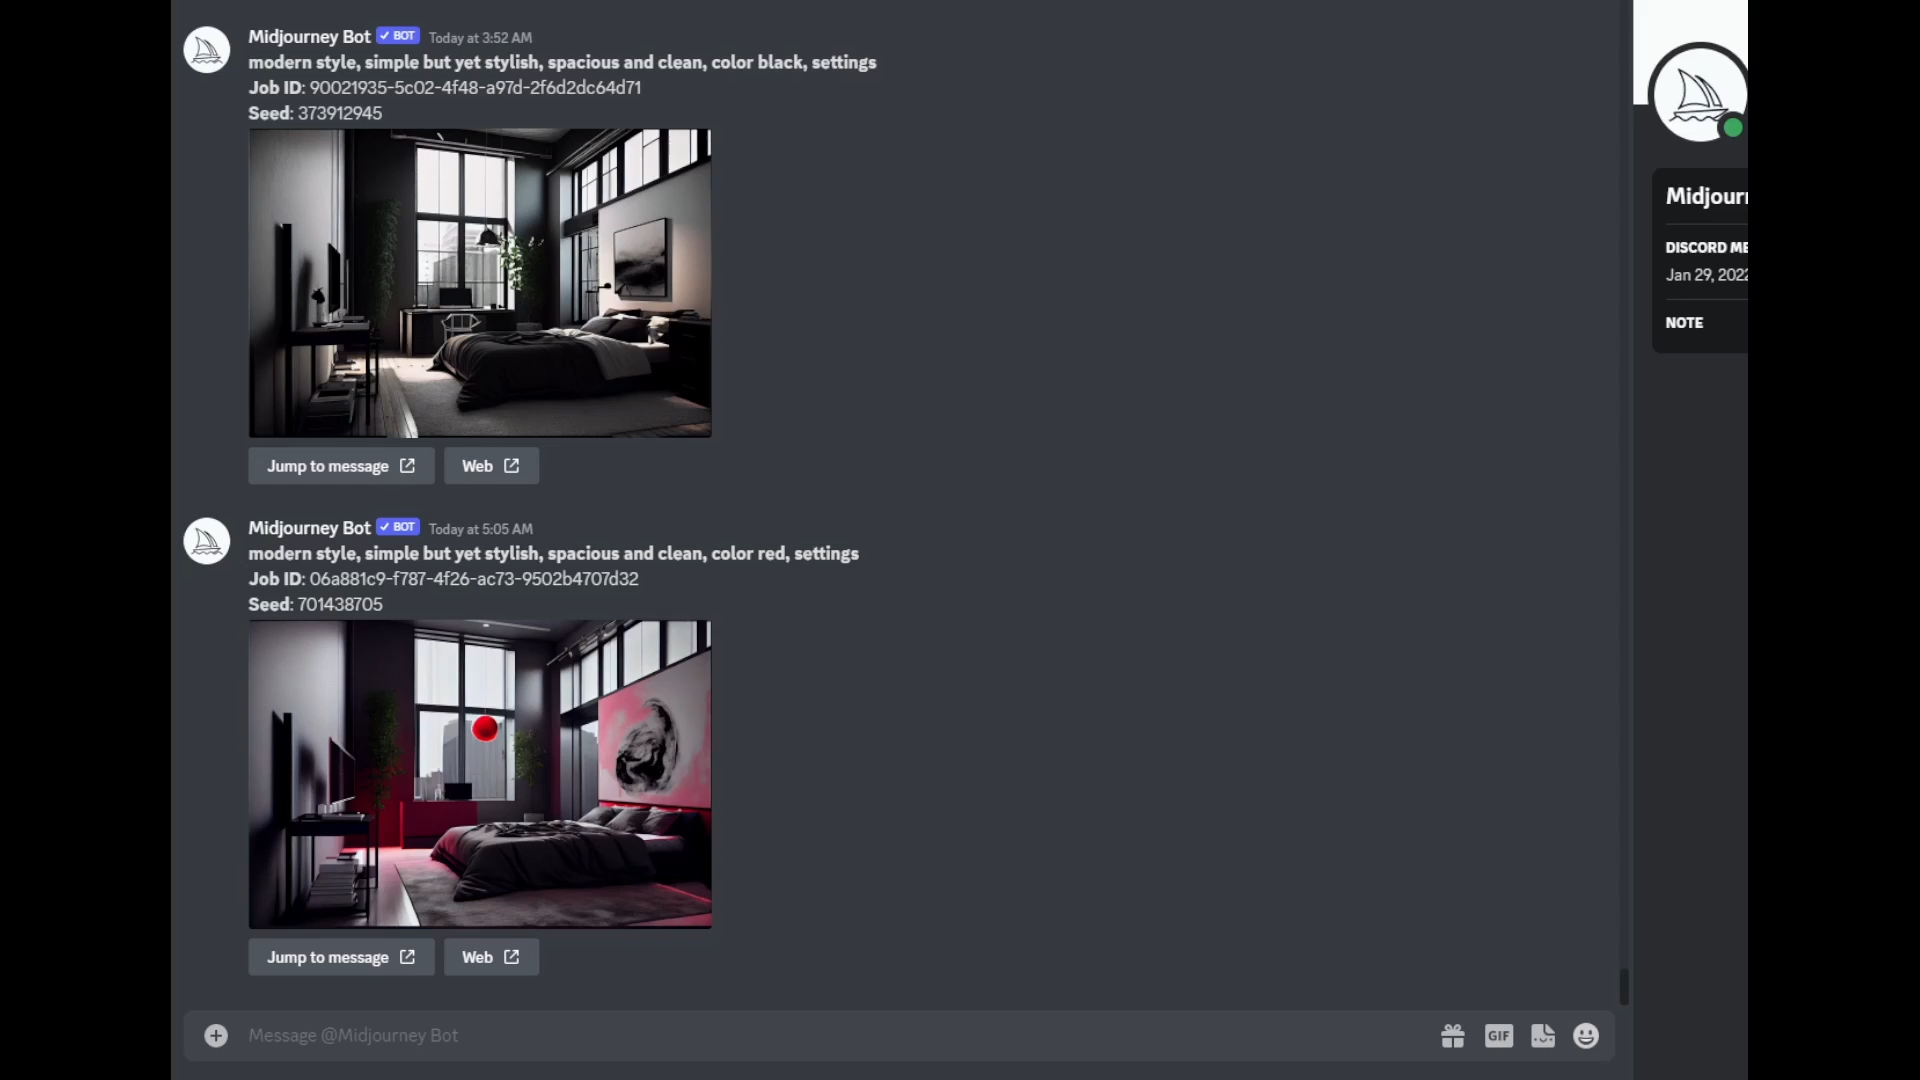 Midjourney Bot ✓ BOT Today at 3:52 AM
modern style, simple but yet stylish, spacious and clean, color black, settings
Job ID: 90021935-5c02-4f48-a97d-2f6d2dc64d71
Seed: 373912945
Jump to message
Web
Midjourney Bot ✓ BOT Today at 5:05 AM
modern style, simple but yet stylish, spacious and clean, color red, settings
Job ID: 06a881c9-f787-4f26-ac73-9502b4707d32
Seed: 701438705
Jump to message
Web
Message @Midjourney Bot
GIF
Midjourn
DISCORD ME
Jan 29, 2022
NOTE